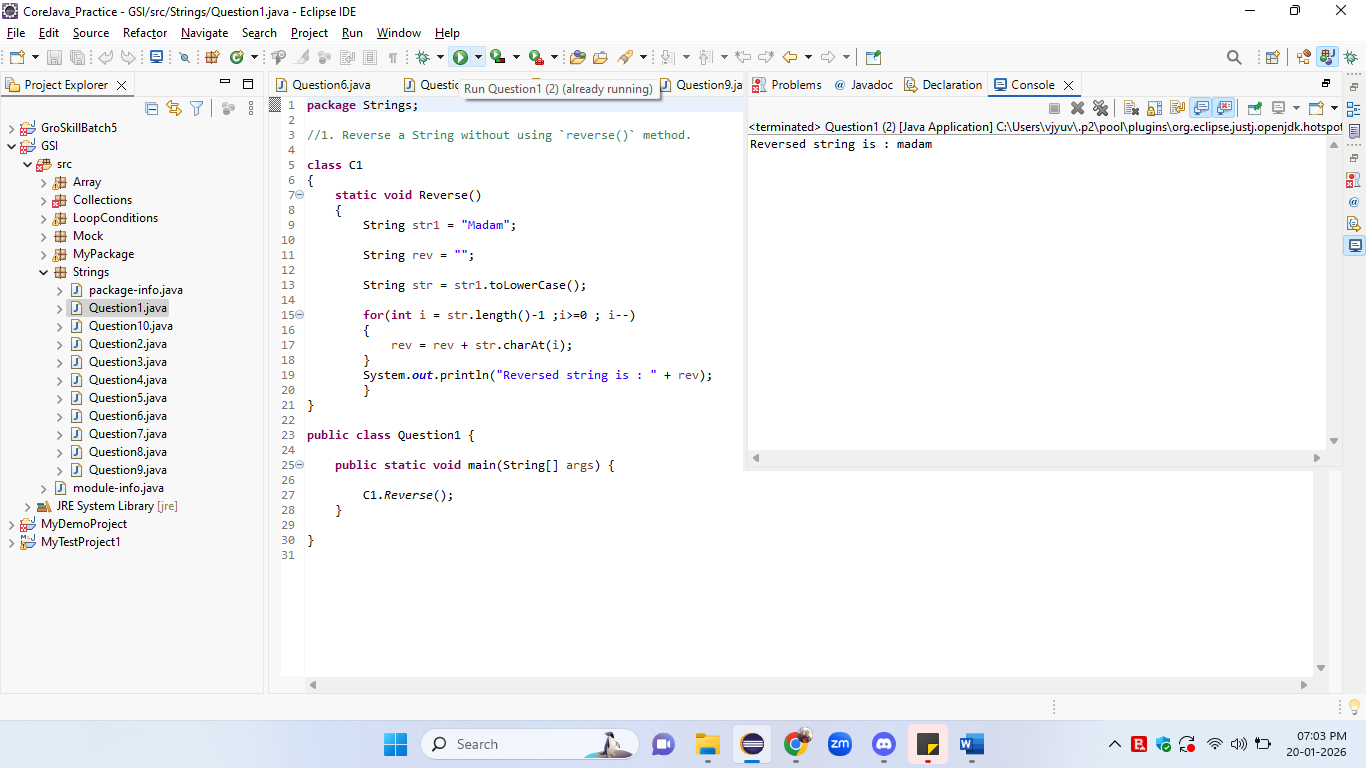 CoreJava_Practice - GSI/src/Strings/Question1.java - Eclipse IDE
File Edit Source Refactor Navigate Search Project Run Window Help
Project Explorer
GroSkillBatch5
GSI
src
Array
Collections
LoopConditions
Mock
MyPackage
Strings
package-info.java
Question1.java
Question10.java
Question2.java
Question3.java
Question4.java
Question5.java
Question6.java
Question7.java
Question8.java
Question9.java
module-info.java
JRE System Library [jre]
MyDemoProject
MyTestProject1
Question6.java Questio Question9.ja
Run Question1 (2) (already running)
1 package Strings;
2
3 //1. Reverse a String without using `reverse()` method.
4
5 class C1
6 {
7 static void Reverse()
8 {
9 String str1 = "Madam";
10
11 String rev = "";
12
13 String str = str1.toLowerCase();
14
15 for(int i = str.length()-1 ;i>=0 ; i--)
16 {
17 rev = rev + str.charAt(i);
18 }
19 System.out.println("Reversed string is : " + rev);
20 }
21 }
22
23 public class Question1 {
24
25 public static void main(String[] args) {
26
27 C1.Reverse();
28 }
29
30 }
31
Problems Javadoc Declaration Console
<terminated> Question1 (2) [Java Application] C:\Users\vjyuv\.p2\pool\plugins\org.eclipse.justj.openjdk.hotspot
Reversed string is : madam
Search
zm
07:03 PM
20-01-2026